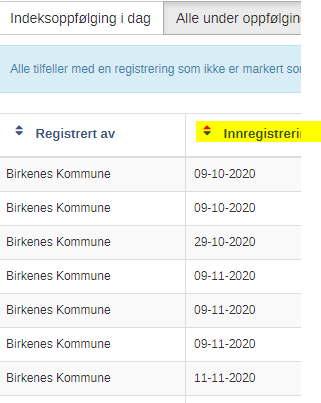 Indeksoppfølging i dag Alle under oppfølgin
Alle tilfeller med en registrering som ikke er markert so
Registrert av Innregistreri
Birkenes Kommune 09-10-2020
Birkenes Kommune 09-10-2020
Birkenes Kommune 29-10-2020
Birkenes Kommune 09-11-2020
Birkenes Kommune 09-11-2020
Birkenes Kommune 09-11-2020
Birkenes Kommune 11-11-2020